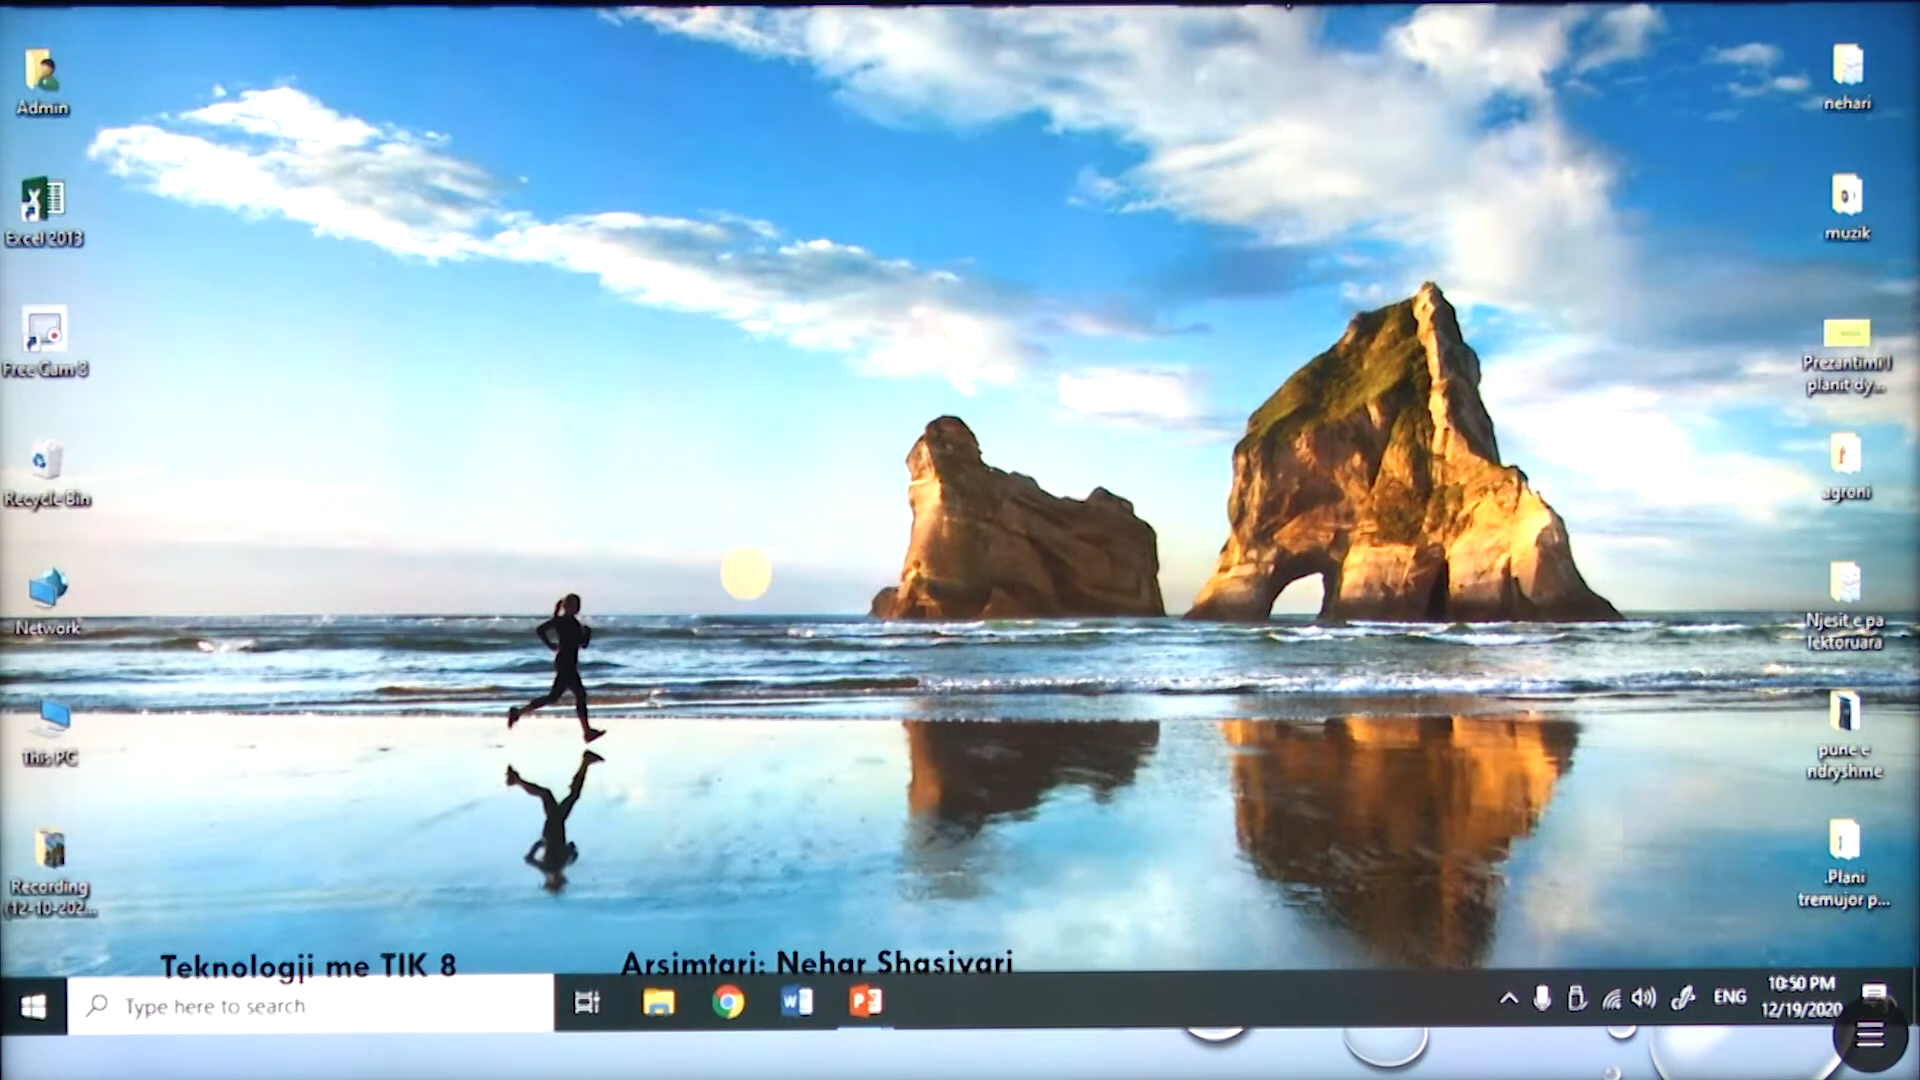 Admin
Excel 2013
Free Cam 8
Recycle Bin
Network
This PC
Recording
(12-10-202...
nehari
muzik
Prezantimi I
planit dy...
agroni
Njesit e pa
lektoruara
pune e
ndryshme
.Plani
tremujor p...
Teknologji me TIK 8
Arsimtari: Nehar Shasivari
Type here to search
ENG
10:50 PM
12/19/2020